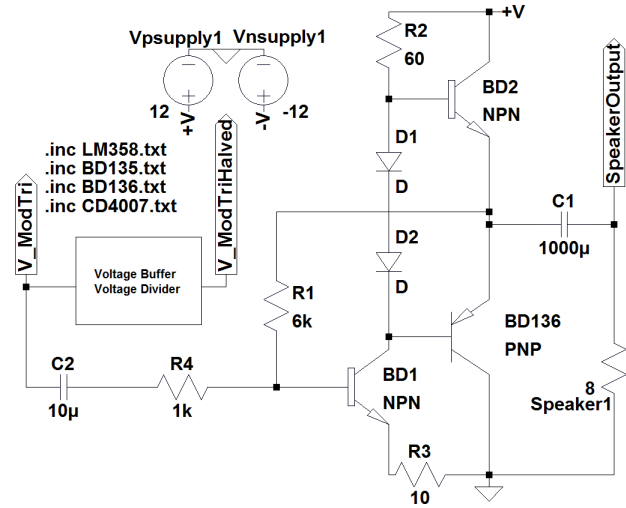 Vpsupply1 Vnsupply1
12 -12
+V -V
.inc LM358.txt
.inc BD135.txt
.inc BD136.txt
.inc CD4007.txt
V_ModTri
V_ModTriHalved
Voltage Buffer
Voltage Divider
C2
10µ
R4
1k
R1
6k
R2
60
+V
BD2
NPN
D1
D
D2
D
BD136
PNP
BD1
NPN
R3
10
C1
1000µ
SpeakerOutput
8
Speaker1